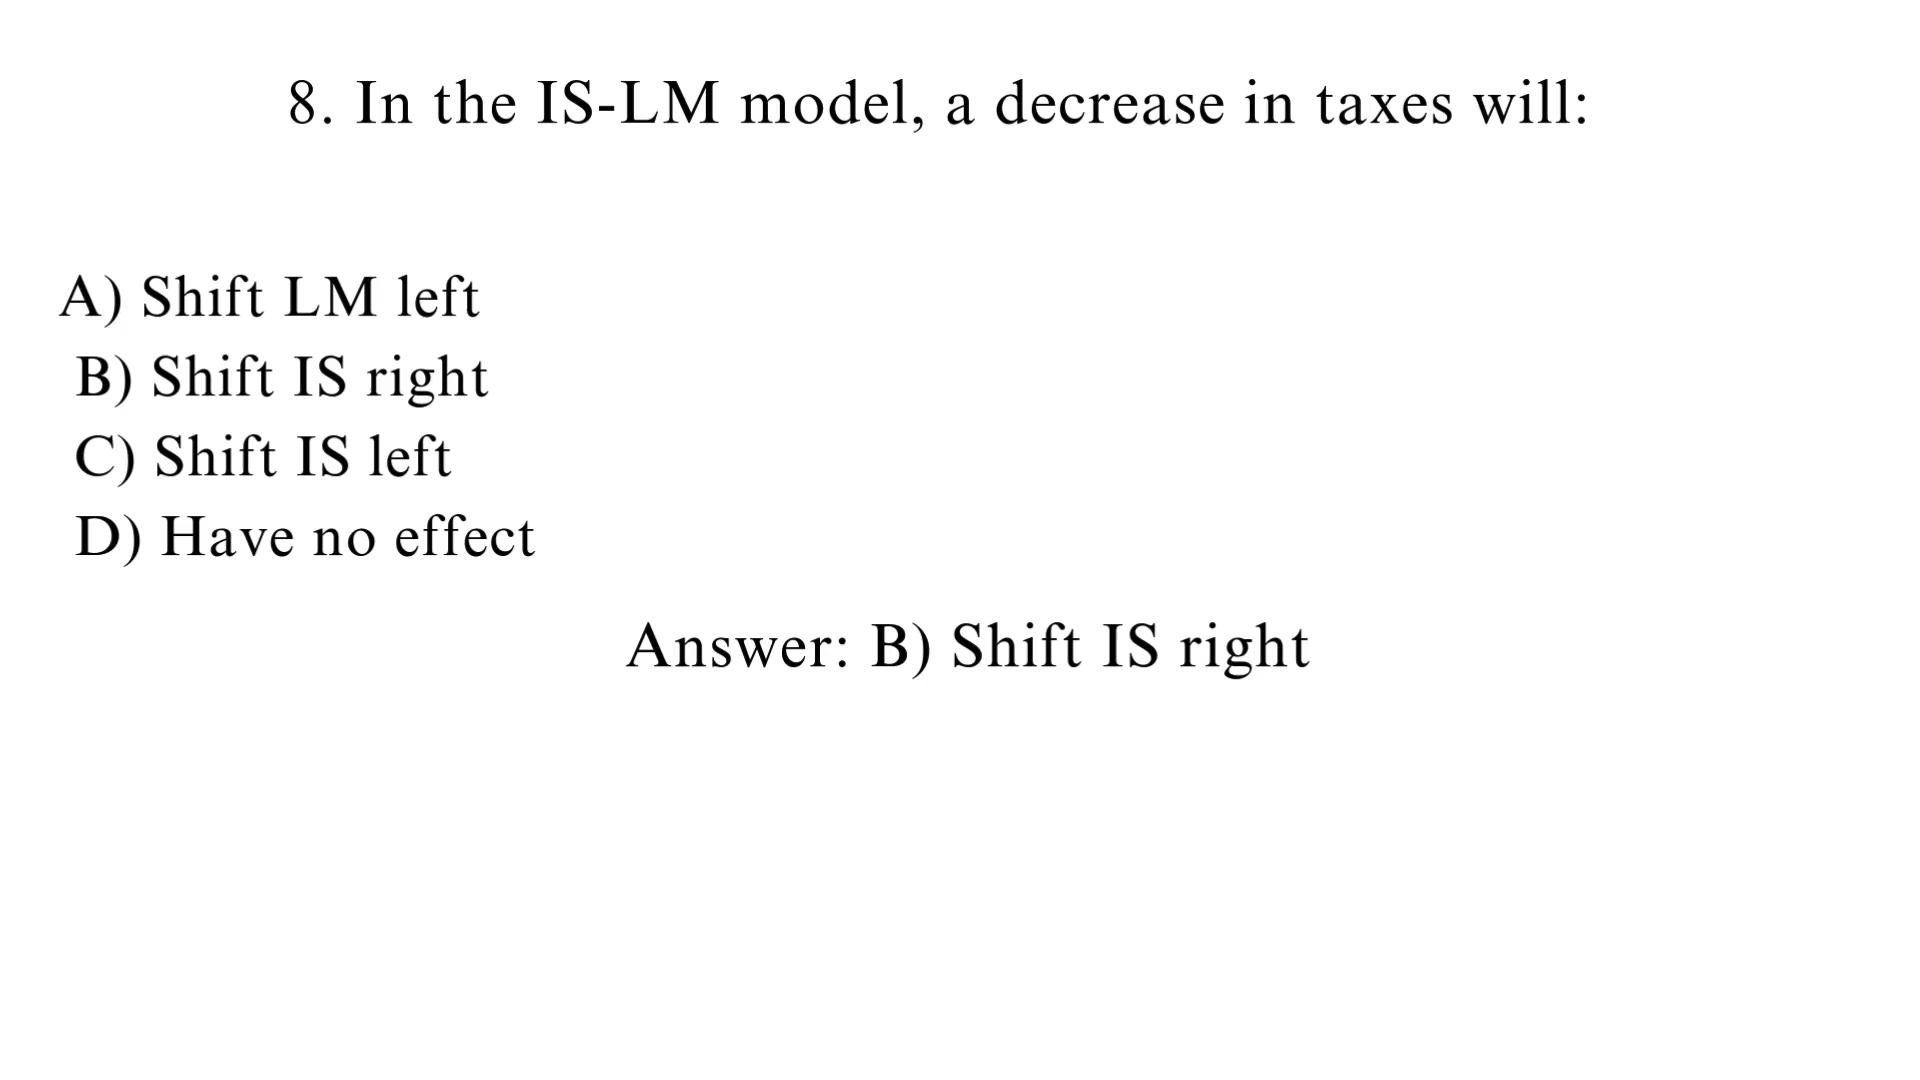 8. In the IS-LM model, a decrease in taxes will:
A) Shift LM left
B) Shift IS right
C) Shift IS left
D) Have no effect
Answer: B) Shift IS right